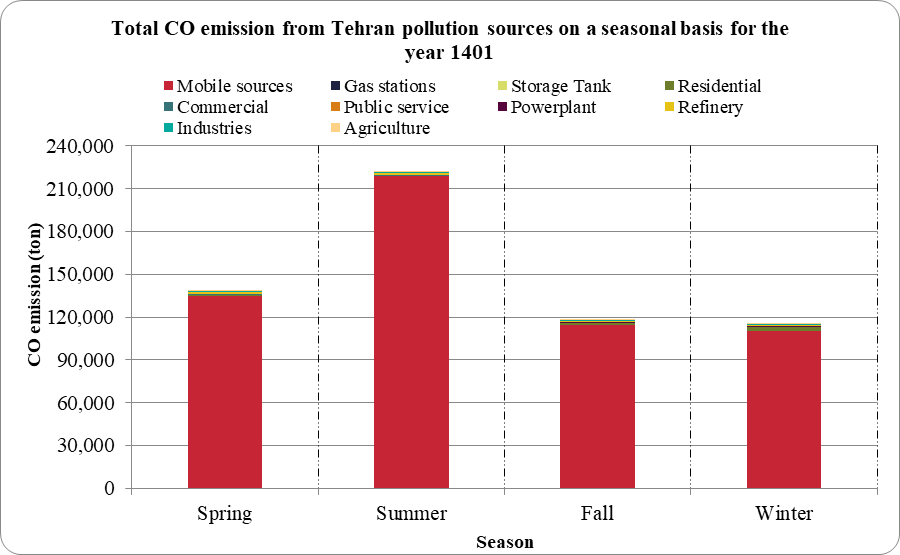 Total CO emission from Tehran pollution sources on a seasonal basis for the
year 1401
Mobile sources Gas stations Storage Tank Residential
Commercial Public service Powerplant Refinery
Industries Agriculture
240,000
210,000
180,000
150,000
120,000
90,000
60,000
30,000
0
CO emission (ton)
Spring Summer Fall Winter
Season